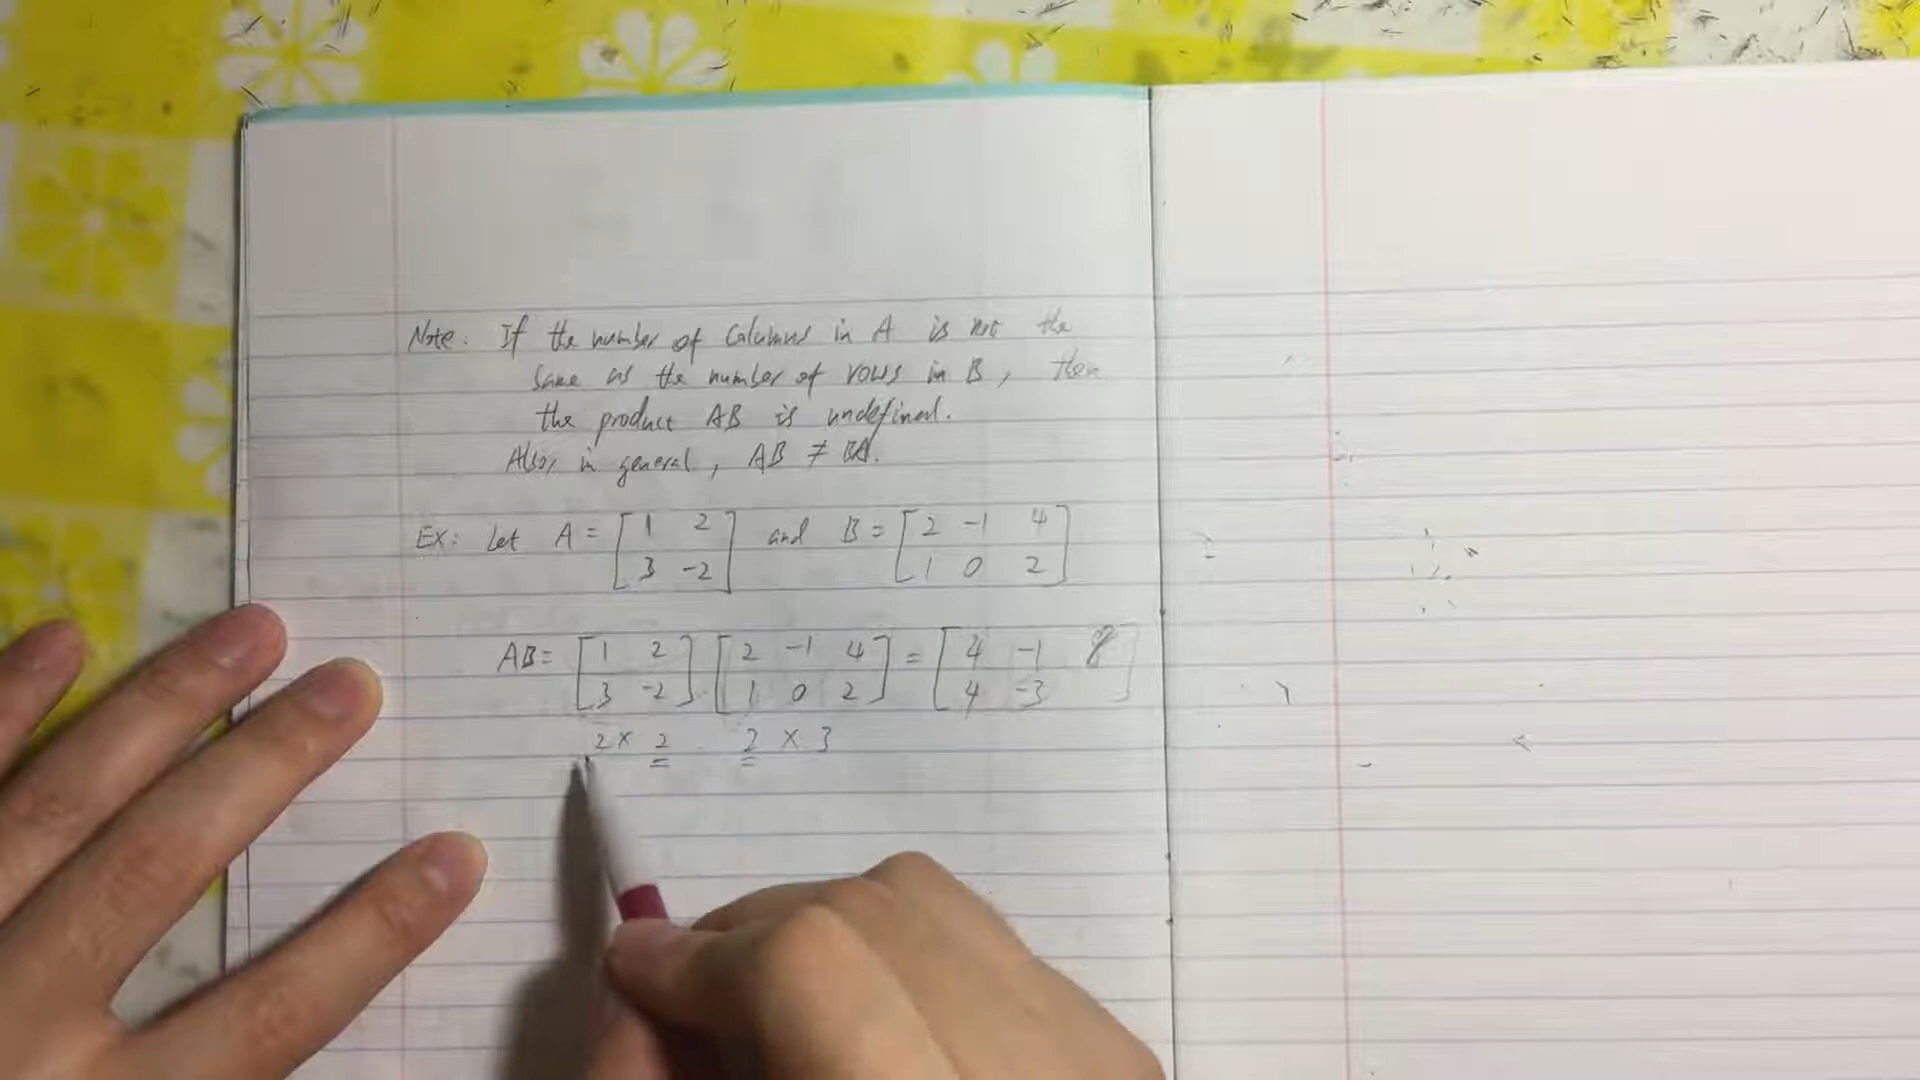 Note: If the number of Columns in A is not the
same as the number of rows in B, then
the product AB is undefined.
Also, in general, AB ≠ BA.
EX: Let A = [1 2] and B = [2 -1 4]
[3 -2] [1 0 2]
AB = [1 2] [2 -1 4] = [4 -1 8]
[3 -2] [1 0 2] [4 -3 ]
2 × 2 2 × 3